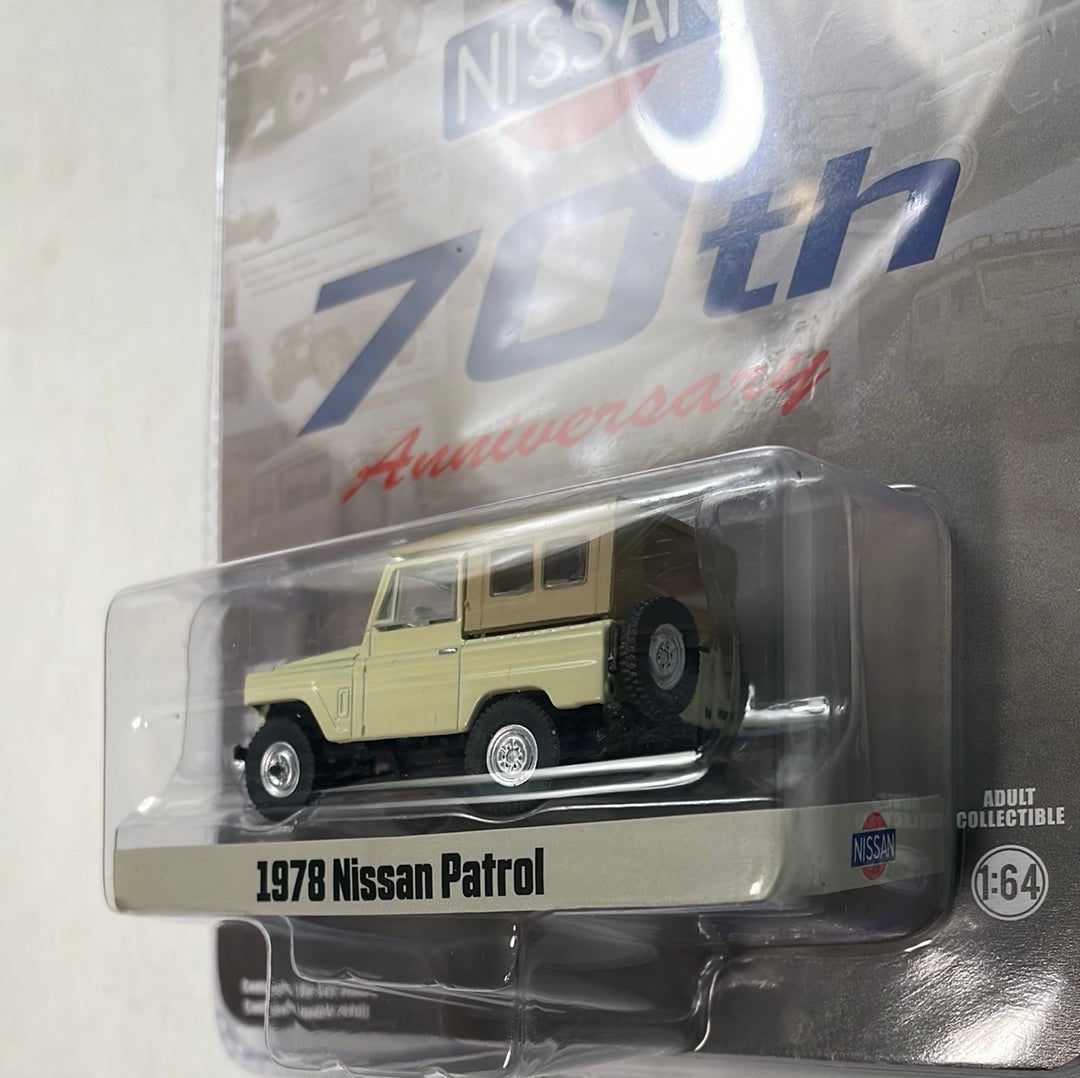 NISSAN
70th
Anniversary
1978 Nissan Patrol
NISSAN
ADULT
COLLECTIBLE
1:64